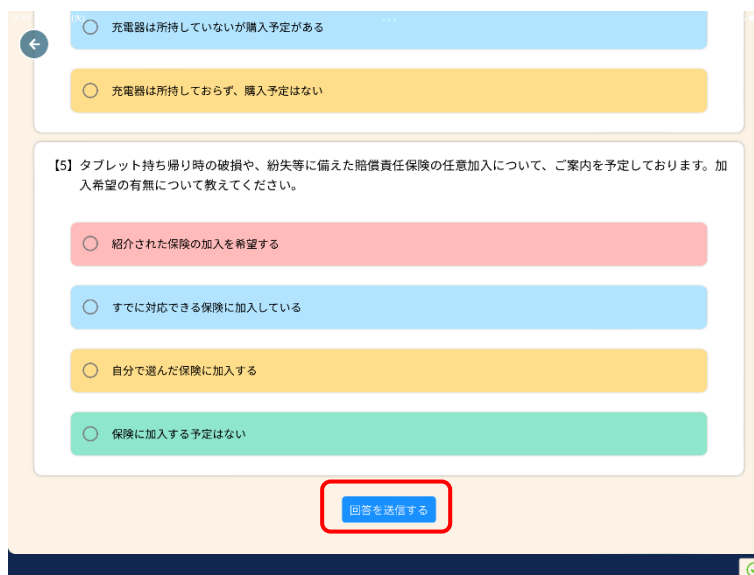 (火)
充電器は所持していないが購入予定がある
充電器は所持しておらず、購入予定はない
【5】タブレット持ち帰り時の破損や、紛失等に備えた賠償責任保険の任意加入について、ご案内を予定しております。加
入希望の有無について教えてください。
紹介された保険の加入を希望する
すでに対応できる保険に加入している
自分で選んだ保険に加入する
保険に加入する予定はない
回答を送信する